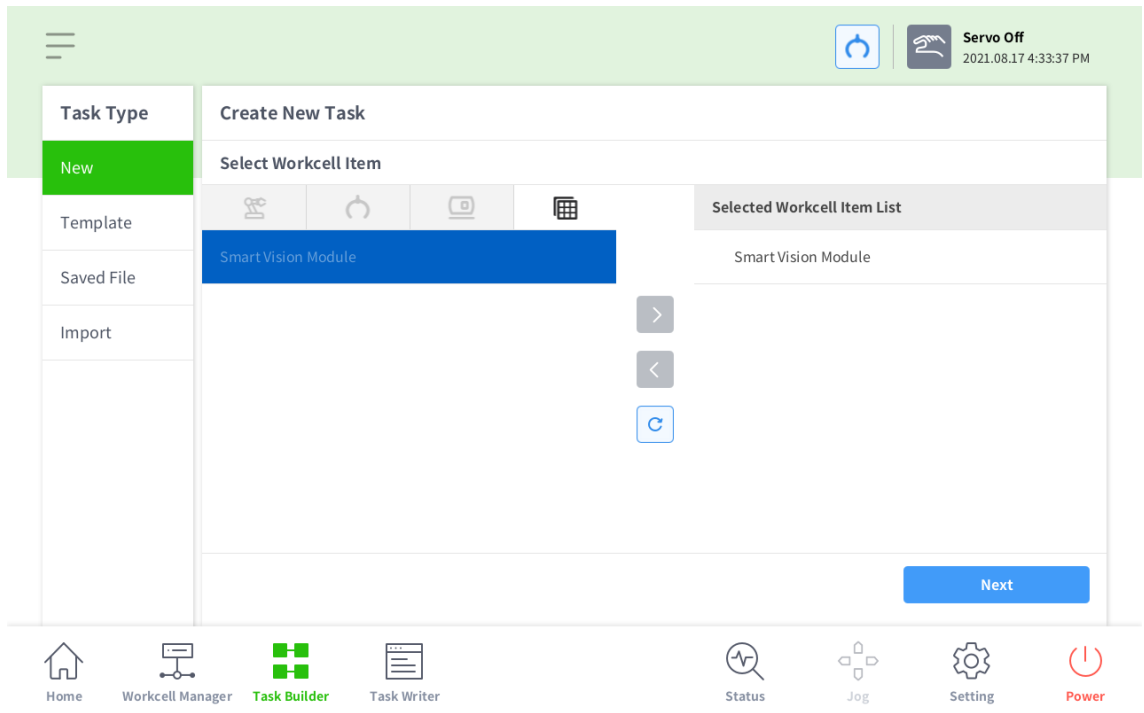 Servo Off
2021.08.17 4:33:37 PM
Task Type
New
Template
Saved File
Import
Create New Task
Select Workcell Item
Smart Vision Module
Selected Workcell Item List
Smart Vision Module
Next
Home
Workcell Manager
Task Builder
Task Writer
Status
Jog
Setting
Power